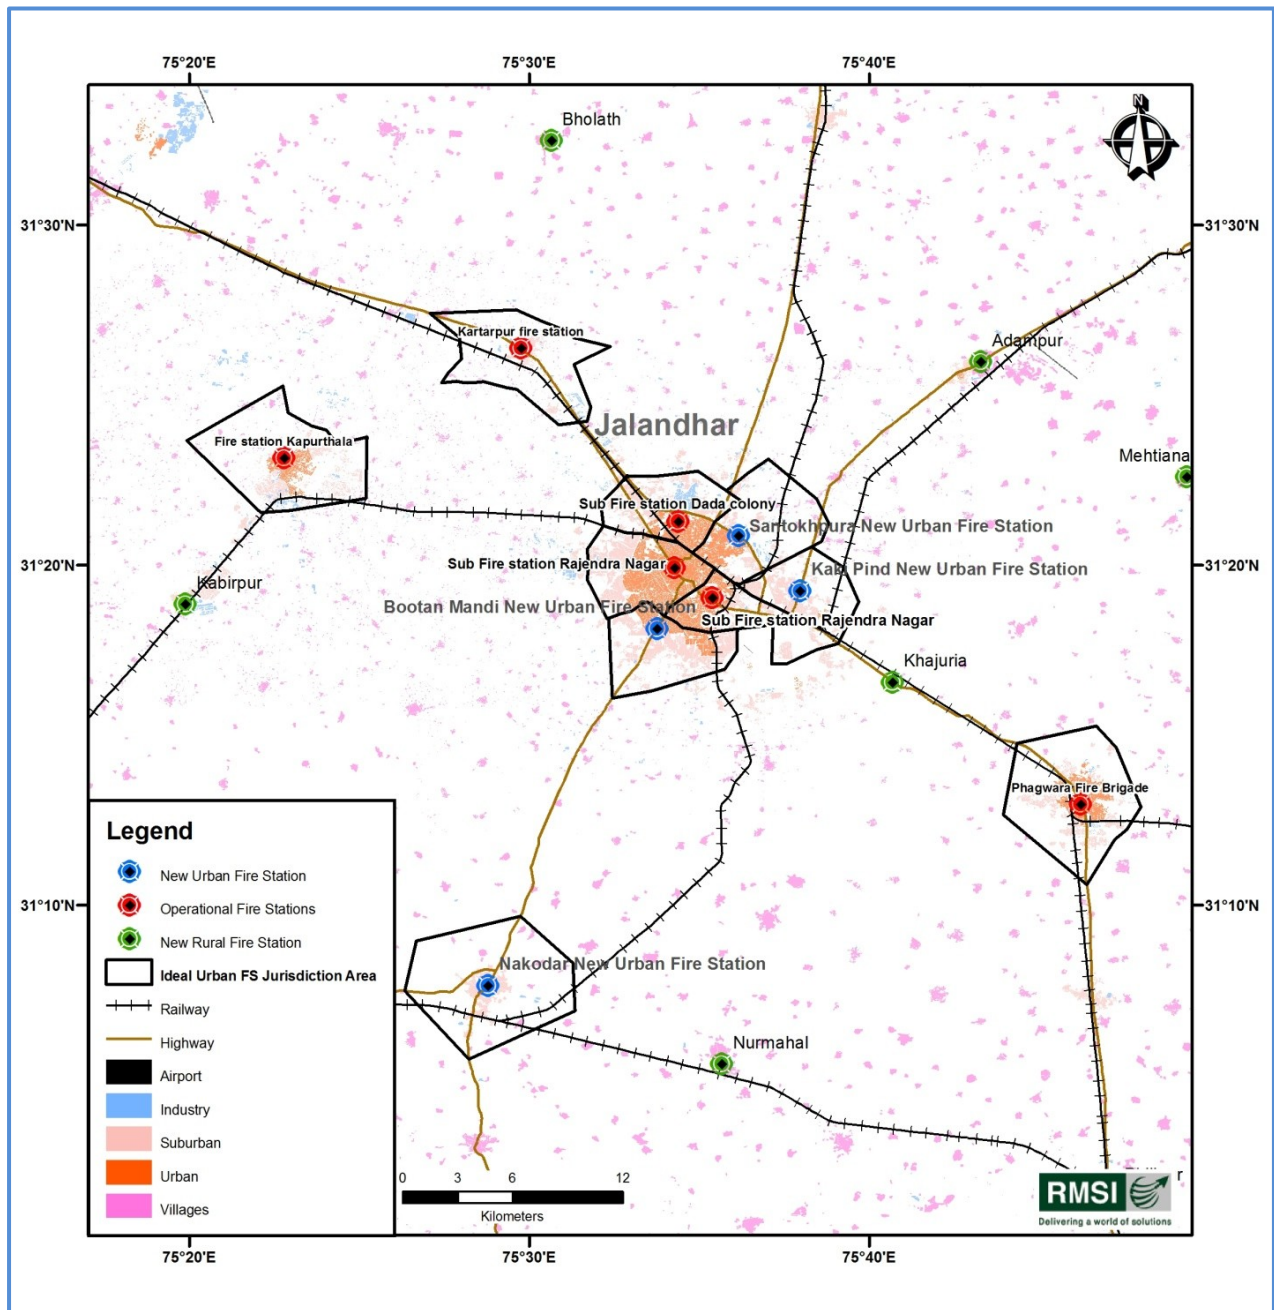 75°20'E
75°30'E
75°40'E
N
Bholath
31°30'N
31°30'N
Kartarpur fire station
Adampur
Jalandhar
Fire station Kapurthala
Mehtiana
Sub Fire station Dada colony
Santokhpura New Urban Fire Station
31°20'N
Sub Fire station Rajendra Nagar
Kaki Pind New Urban Fire Station
31°20'N
Kabirpur
Bootan Mandi New Urban Fire Station
Sub Fire station Rajendra Nagar
Khajuria
Phagwara Fire Brigade
Legend
New Urban Fire Station
31°10'N
Operational Fire Stations
31°10'N
New Rural Fire Station
Ideal Urban FS Jurisdiction Area
Nakodar New Urban Fire Station
Railway
Highway
Nurmahal
Airport
Industry
Suburban
Urban
Villages
0 3 6 12
Kilometers
RMSI
Delivering a world of solutions
75°20'E
75°30'E
75°40'E